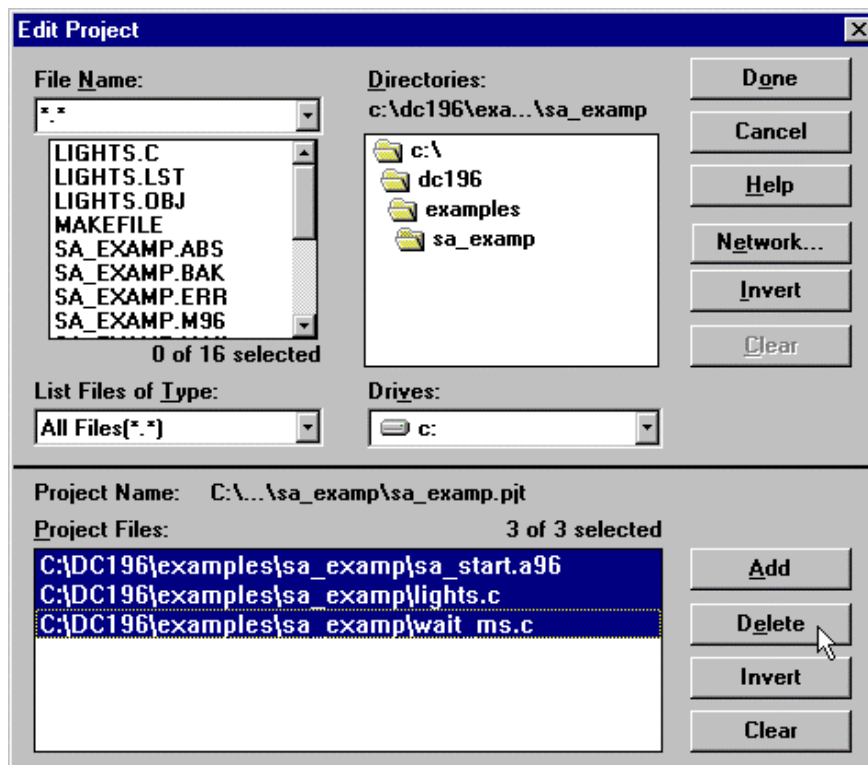 Edit Project
File Name:
*.*
LIGHTS.C
LIGHTS.LST
LIGHTS.OBJ
MAKEFILE
SA_EXAMP.ABS
SA_EXAMP.BAK
SA_EXAMP.ERR
SA_EXAMP.M96
0 of 16 selected
List Files of Type:
All Files(*.*)
Directories:
c:\dc196\exa...\sa_examp
c:\
dc196
examples
sa_examp
Drives:
c:
Done
Cancel
Help
Network...
Invert
Clear
Project Name: C:\...\sa_examp\sa_examp.pjt
Project Files: 3 of 3 selected
C:\DC196\examples\sa_examp\sa_start.a96
C:\DC196\examples\sa_examp\lights.c
C:\DC196\examples\sa_examp\wait_ms.c
Add
Delete
Invert
Clear